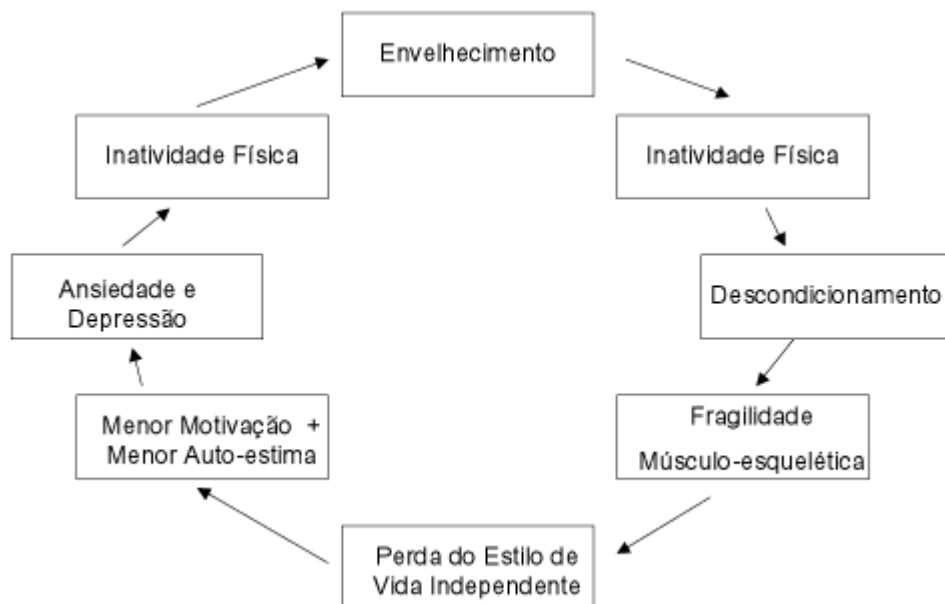 Envelhecimento
Inatividade Física
Descondicionamento
Fragilidade
Músculo-esquelética
Perda do Estilo de
Vida Independente
Menor Motivação +
Menor Auto-estima
Ansiedade e
Depressão
Inatividade Física